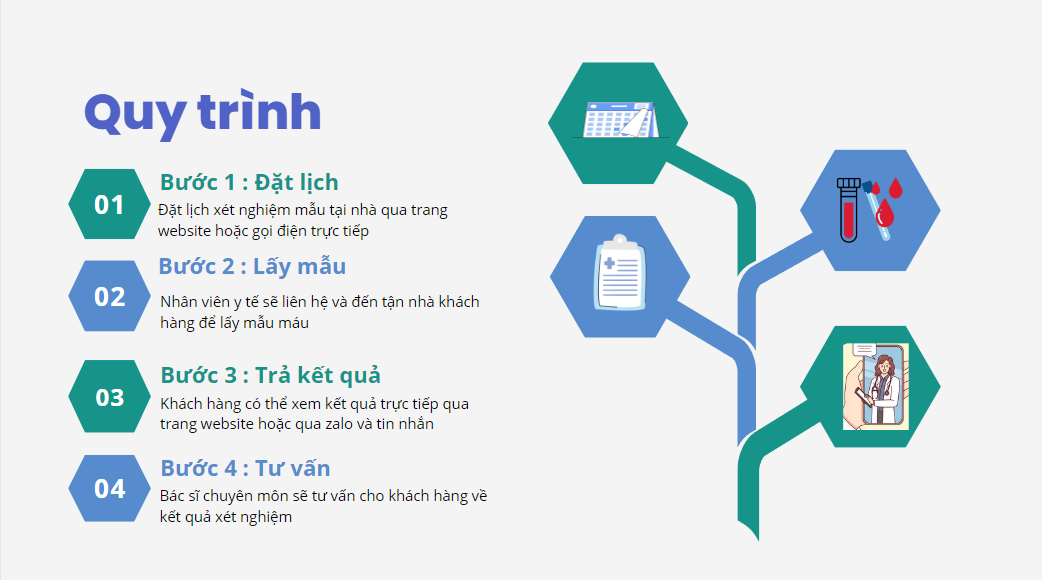 Quy trình
01
Bước 1 : Đặt lịch
Đặt lịch xét nghiệm mẫu tại nhà qua trang
website hoặc gọi điện trực tiếp
02
Bước 2 : Lấy mẫu
Nhân viên y tế sẽ liên hệ và đến tận nhà khách
hàng để lấy mẫu máu
03
Bước 3 : Trả kết quả
Khách hàng có thể xem kết quả trực tiếp qua
trang website hoặc qua zalo và tin nhắn
04
Bước 4 : Tư vấn
Bác sĩ chuyên môn sẽ tư vấn cho khách hàng về
kết quả xét nghiệm